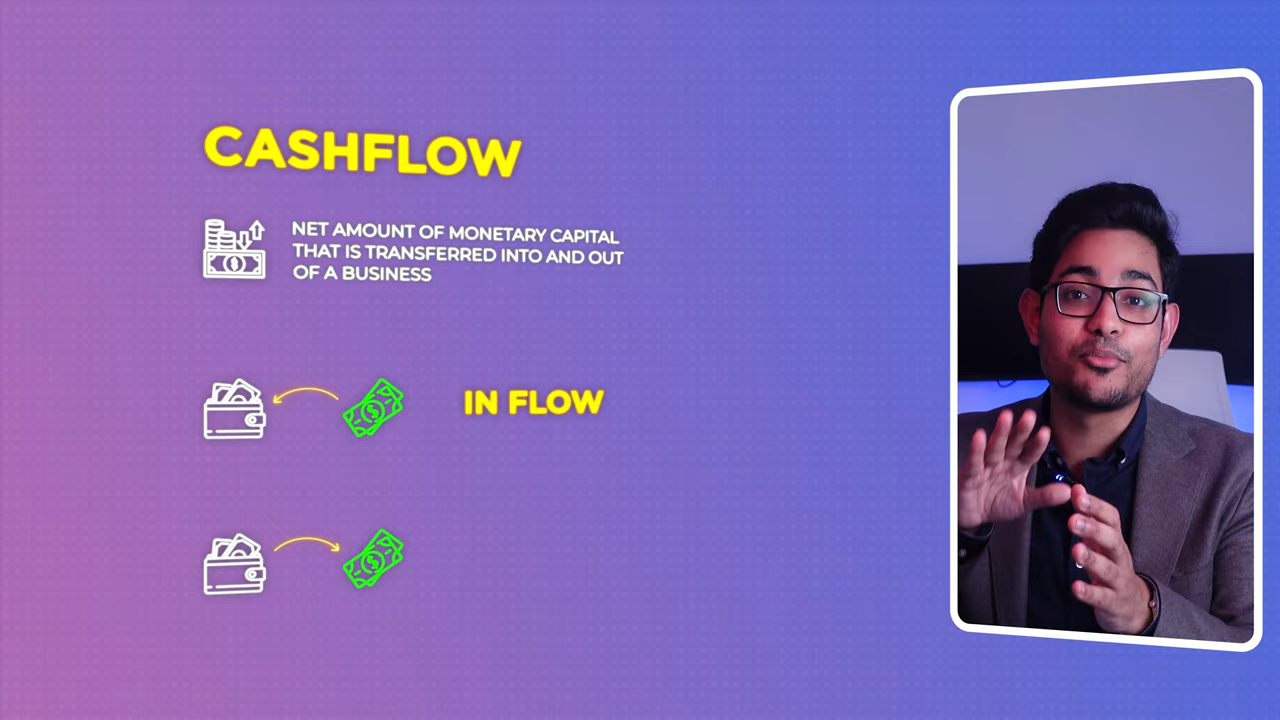 CASHFLOW
NET AMOUNT OF MONETARY CAPITAL
THAT IS TRANSFERRED INTO AND OUT
OF A BUSINESS
IN FLOW